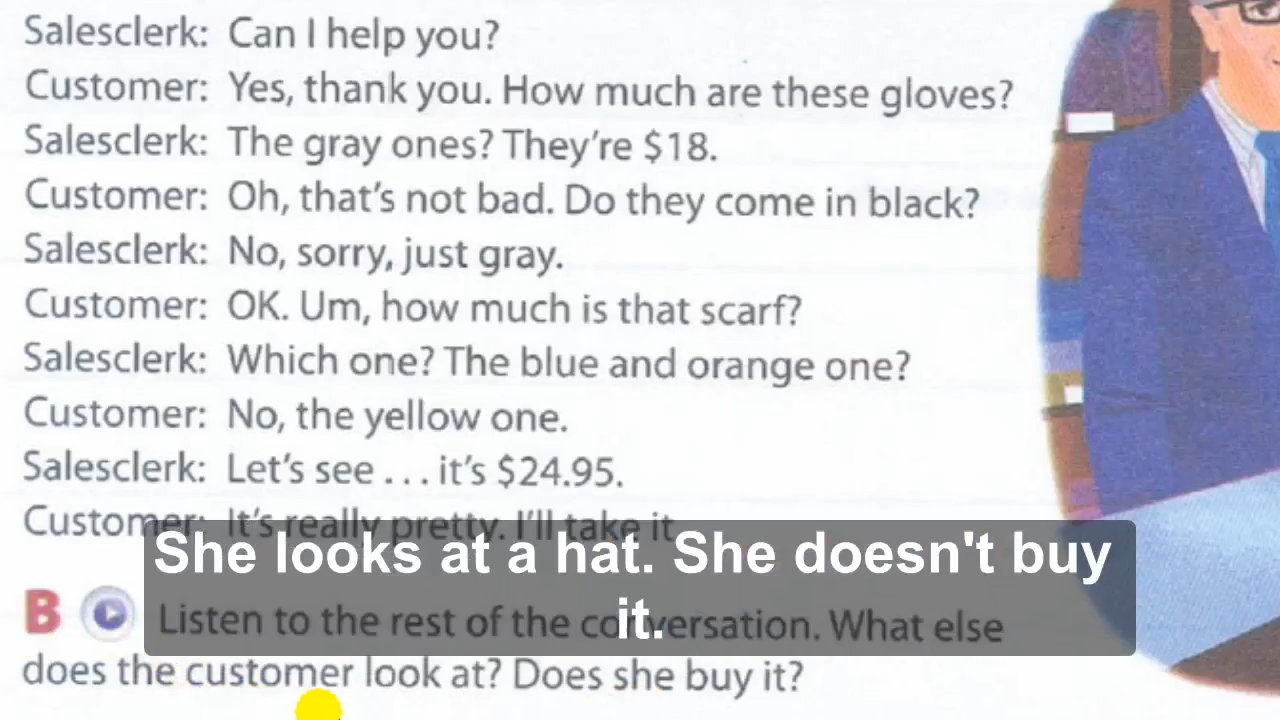 Salesclerk: Can I help you?
Customer: Yes, thank you. How much are these gloves?
Salesclerk: The gray ones? They're $18.
Customer: Oh, that's not bad. Do they come in black?
Salesclerk: No, sorry, just gray.
Customer: OK. Um, how much is that scarf?
Salesclerk: Which one? The blue and orange one?
Customer: No, the yellow one.
Salesclerk: Let's see . . . it's $24.95.
Customer: It's really pretty. I'll take it
She looks at a hat. She doesn't buy
it.
B Listen to the rest of the conversation. What else
does the customer look at? Does she buy it?